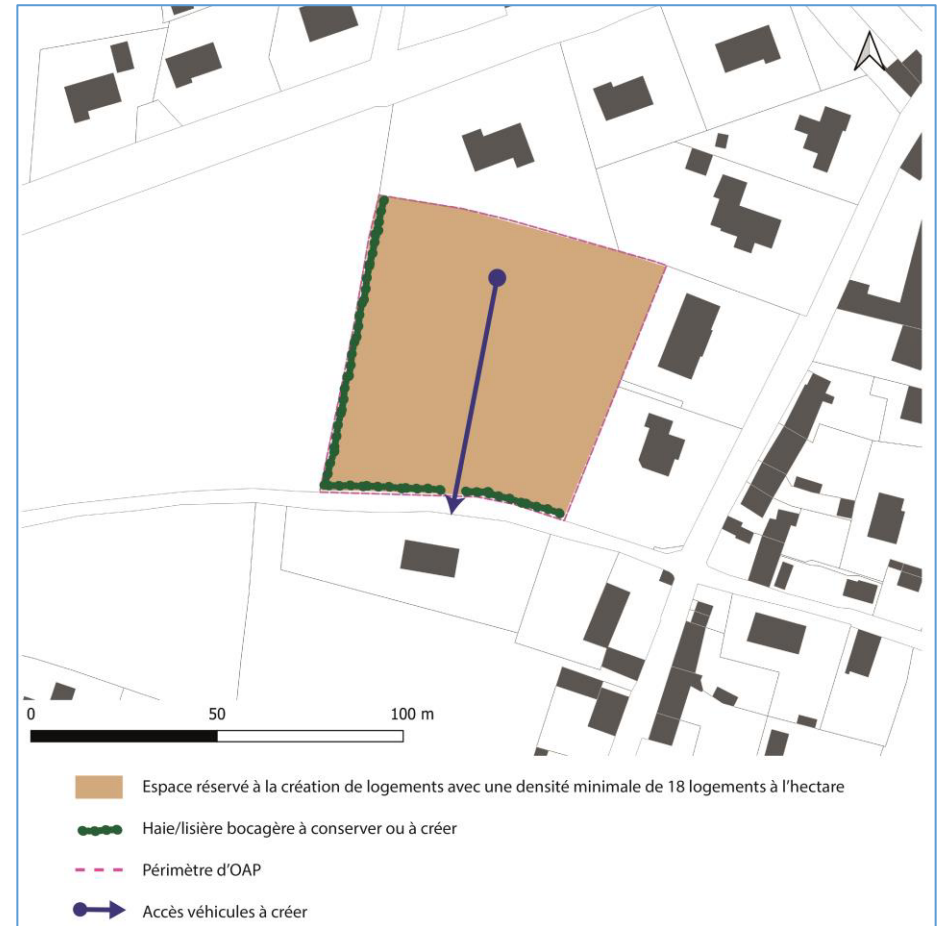 0 50 100 m
Espace réservé à la création de logements avec une densité minimale de 18 logements à l'hectare
Haie/lisière bocagère à conserver ou à créer
Périmètre d'OAP
Accès véhicules à créer